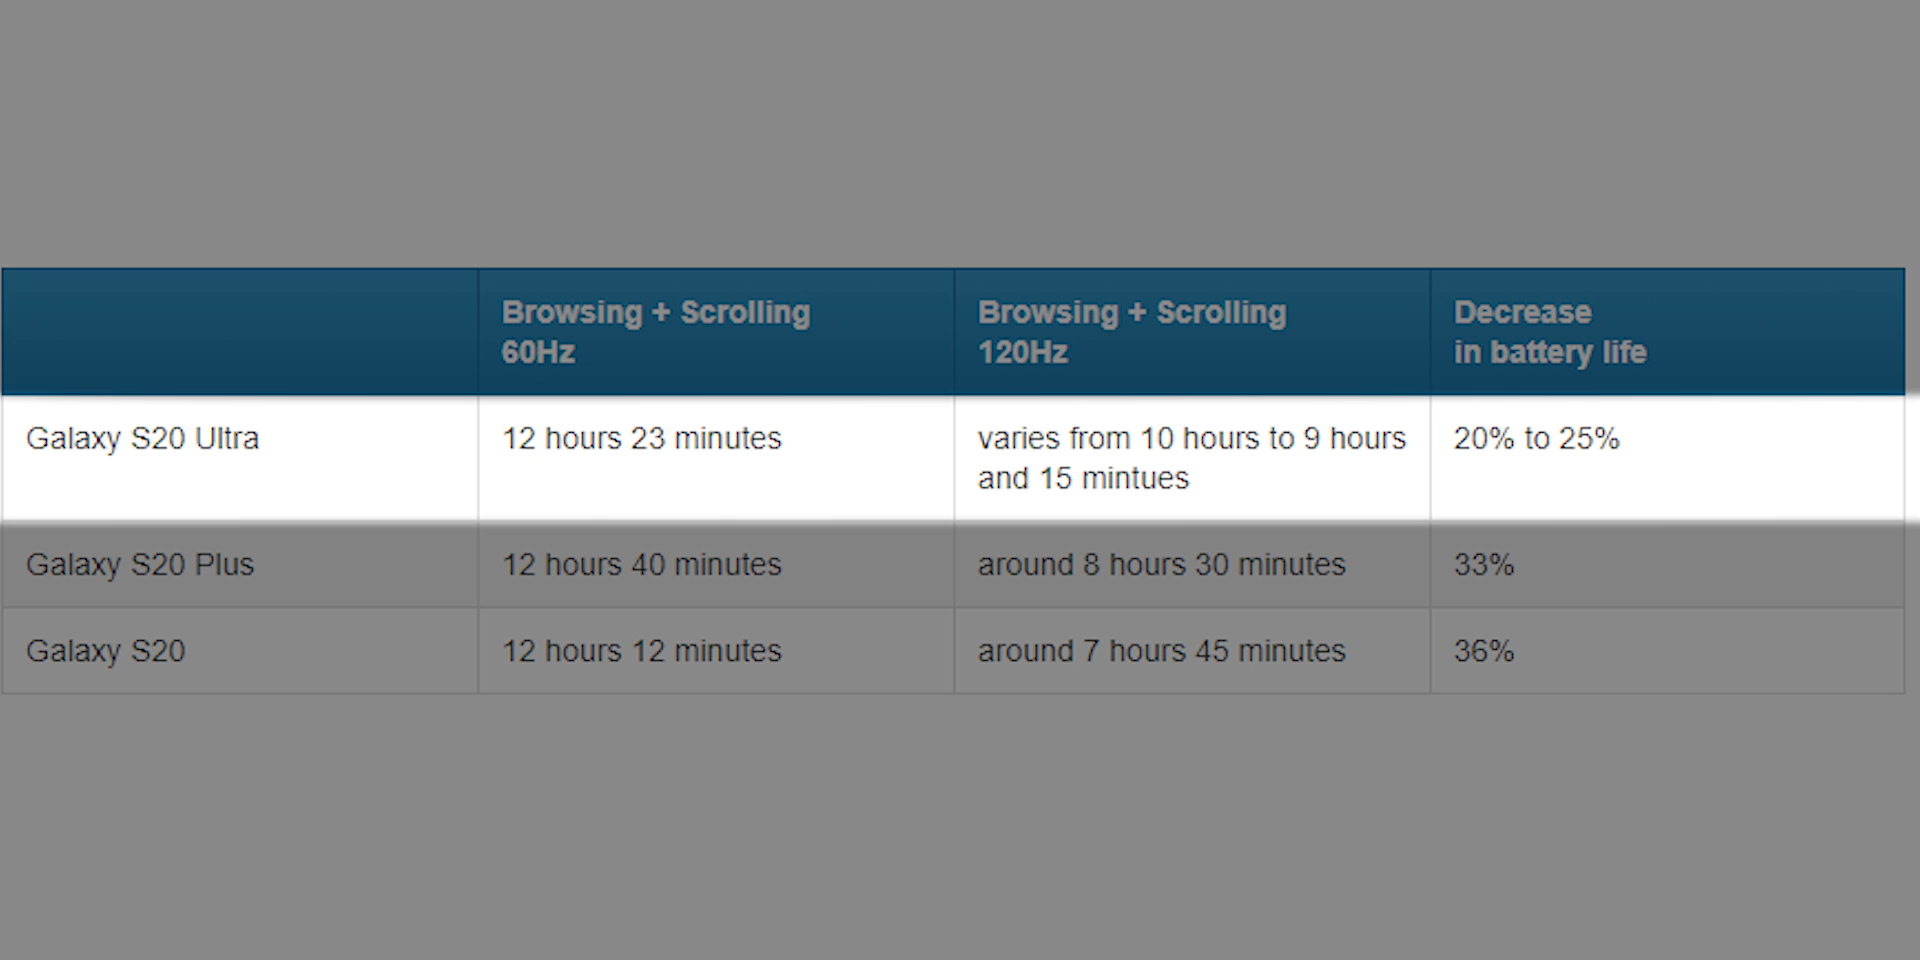 Browsing + Scrolling
60Hz
Browsing + Scrolling
120Hz
Decrease
in battery life
Galaxy S20 Ultra
12 hours 23 minutes
varies from 10 hours to 9 hours
and 15 mintues
20% to 25%
Galaxy S20 Plus
12 hours 40 minutes
around 8 hours 30 minutes
33%
Galaxy S20
12 hours 12 minutes
around 7 hours 45 minutes
36%